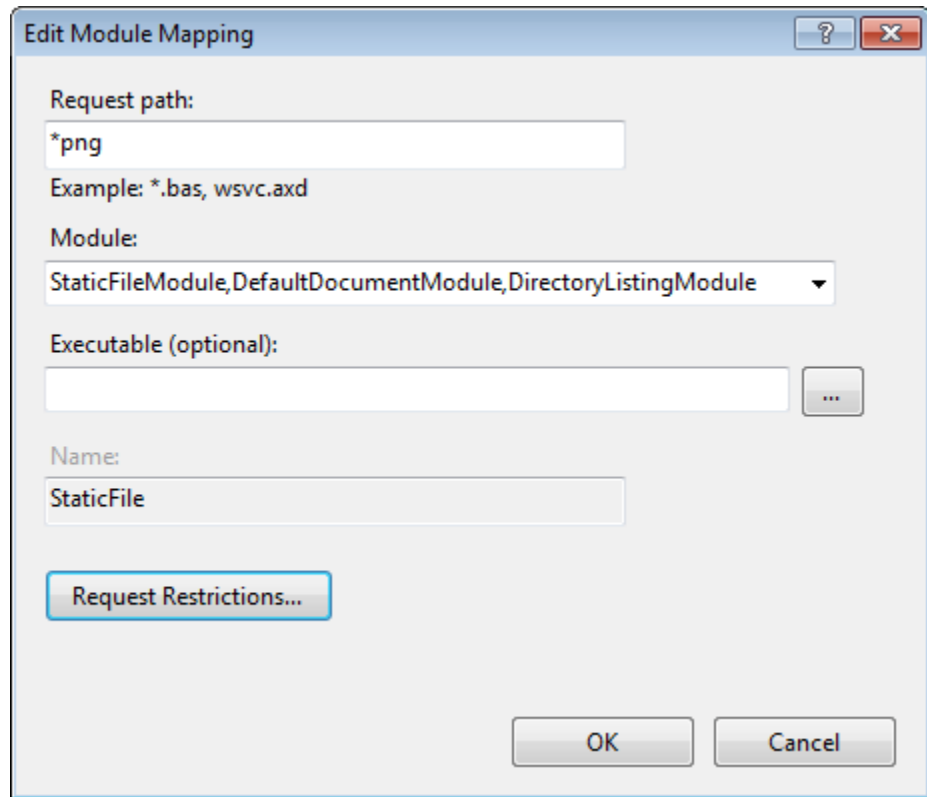 Edit Module Mapping
?
Request path:
*png
Example: *.bas, wsvc.axd
Module:
StaticFileModule,DefaultDocumentModule,DirectoryListingModule
Executable (optional):
...
Name:
StaticFile
Request Restrictions...
OK Cancel